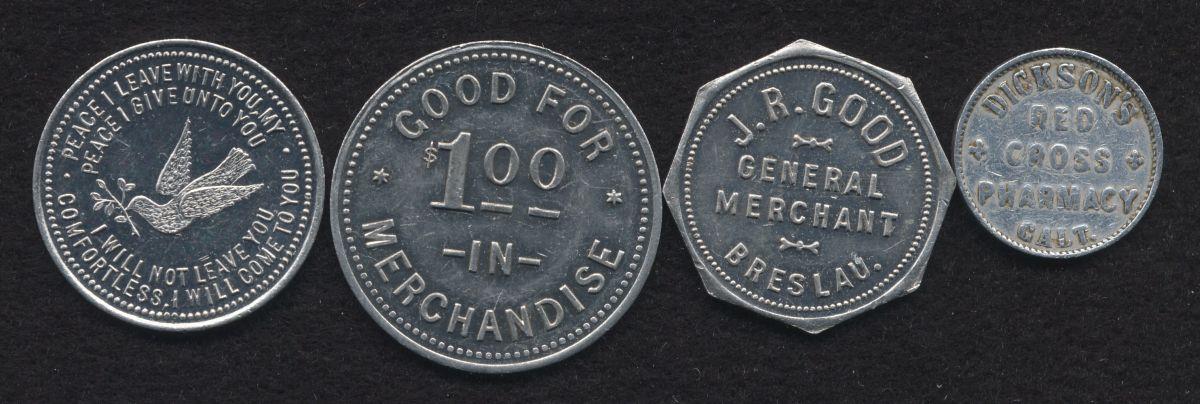 PEACE I LEAVE WITH YOU, MY
PEACE I GIVE UNTO YOU
I WILL NOT LEAVE YOU
COMFORTLESS. I WILL COME TO YOU
GOOD FOR
$1.00
-IN-
MERCHANDISE
J. R. GOOD
GENERAL
MERCHANT
BRESLAU.
DICKSON'S
RED
CROSS
PHARMACY
GALT.